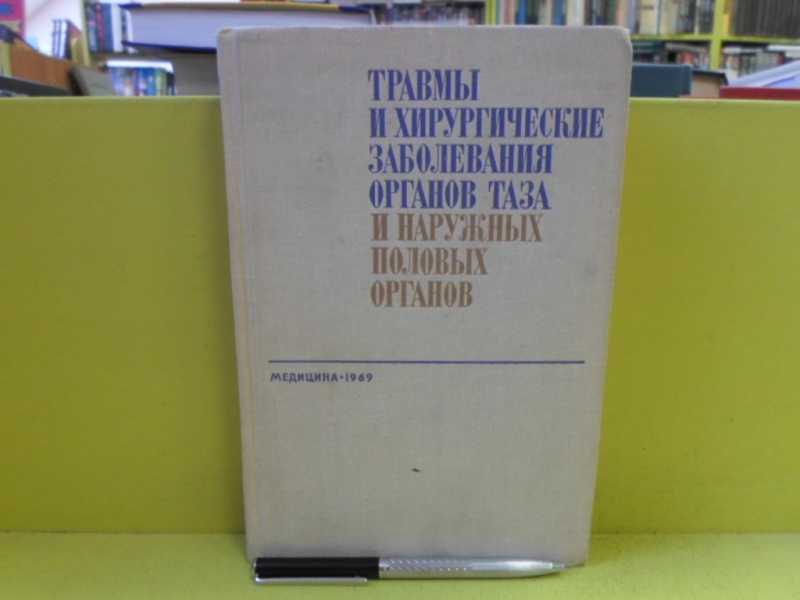 ТРАВМЫ
И ХИРУРГИЧЕСКИЕ
ЗАБОЛЕВАНИЯ
ОРГАНОВ ТАЗА
И НАРУЖНЫХ
ПОЛОВЫХ
ОРГАНОВ
МЕДИЦИНА·1969